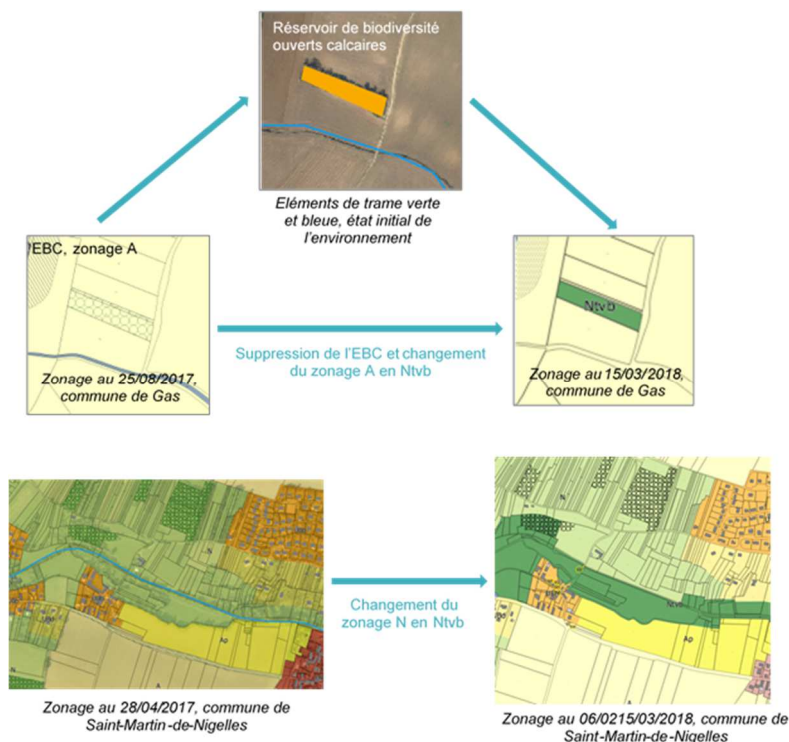 Réservoir de biodiversité
ouverts calcaires
Eléments de trame verte
et bleue, état initial de
l'environnement
l'EBC, zonage A
Zonage au 25/08/2017,
commune de Gas
Suppression de l'EBC et changement
du zonage A en Ntvb
Ntvb
Zonage au 15/03/2018,
commune de Gas
N
Ap
A
Zonage au 28/04/2017, commune de
Saint-Martin-de-Nigelles
Changement du
zonage N en Ntvb
N
Ntvb
Ap
A
Zonage au 06/0215/03/2018, commune de
Saint-Martin-de-Nigelles